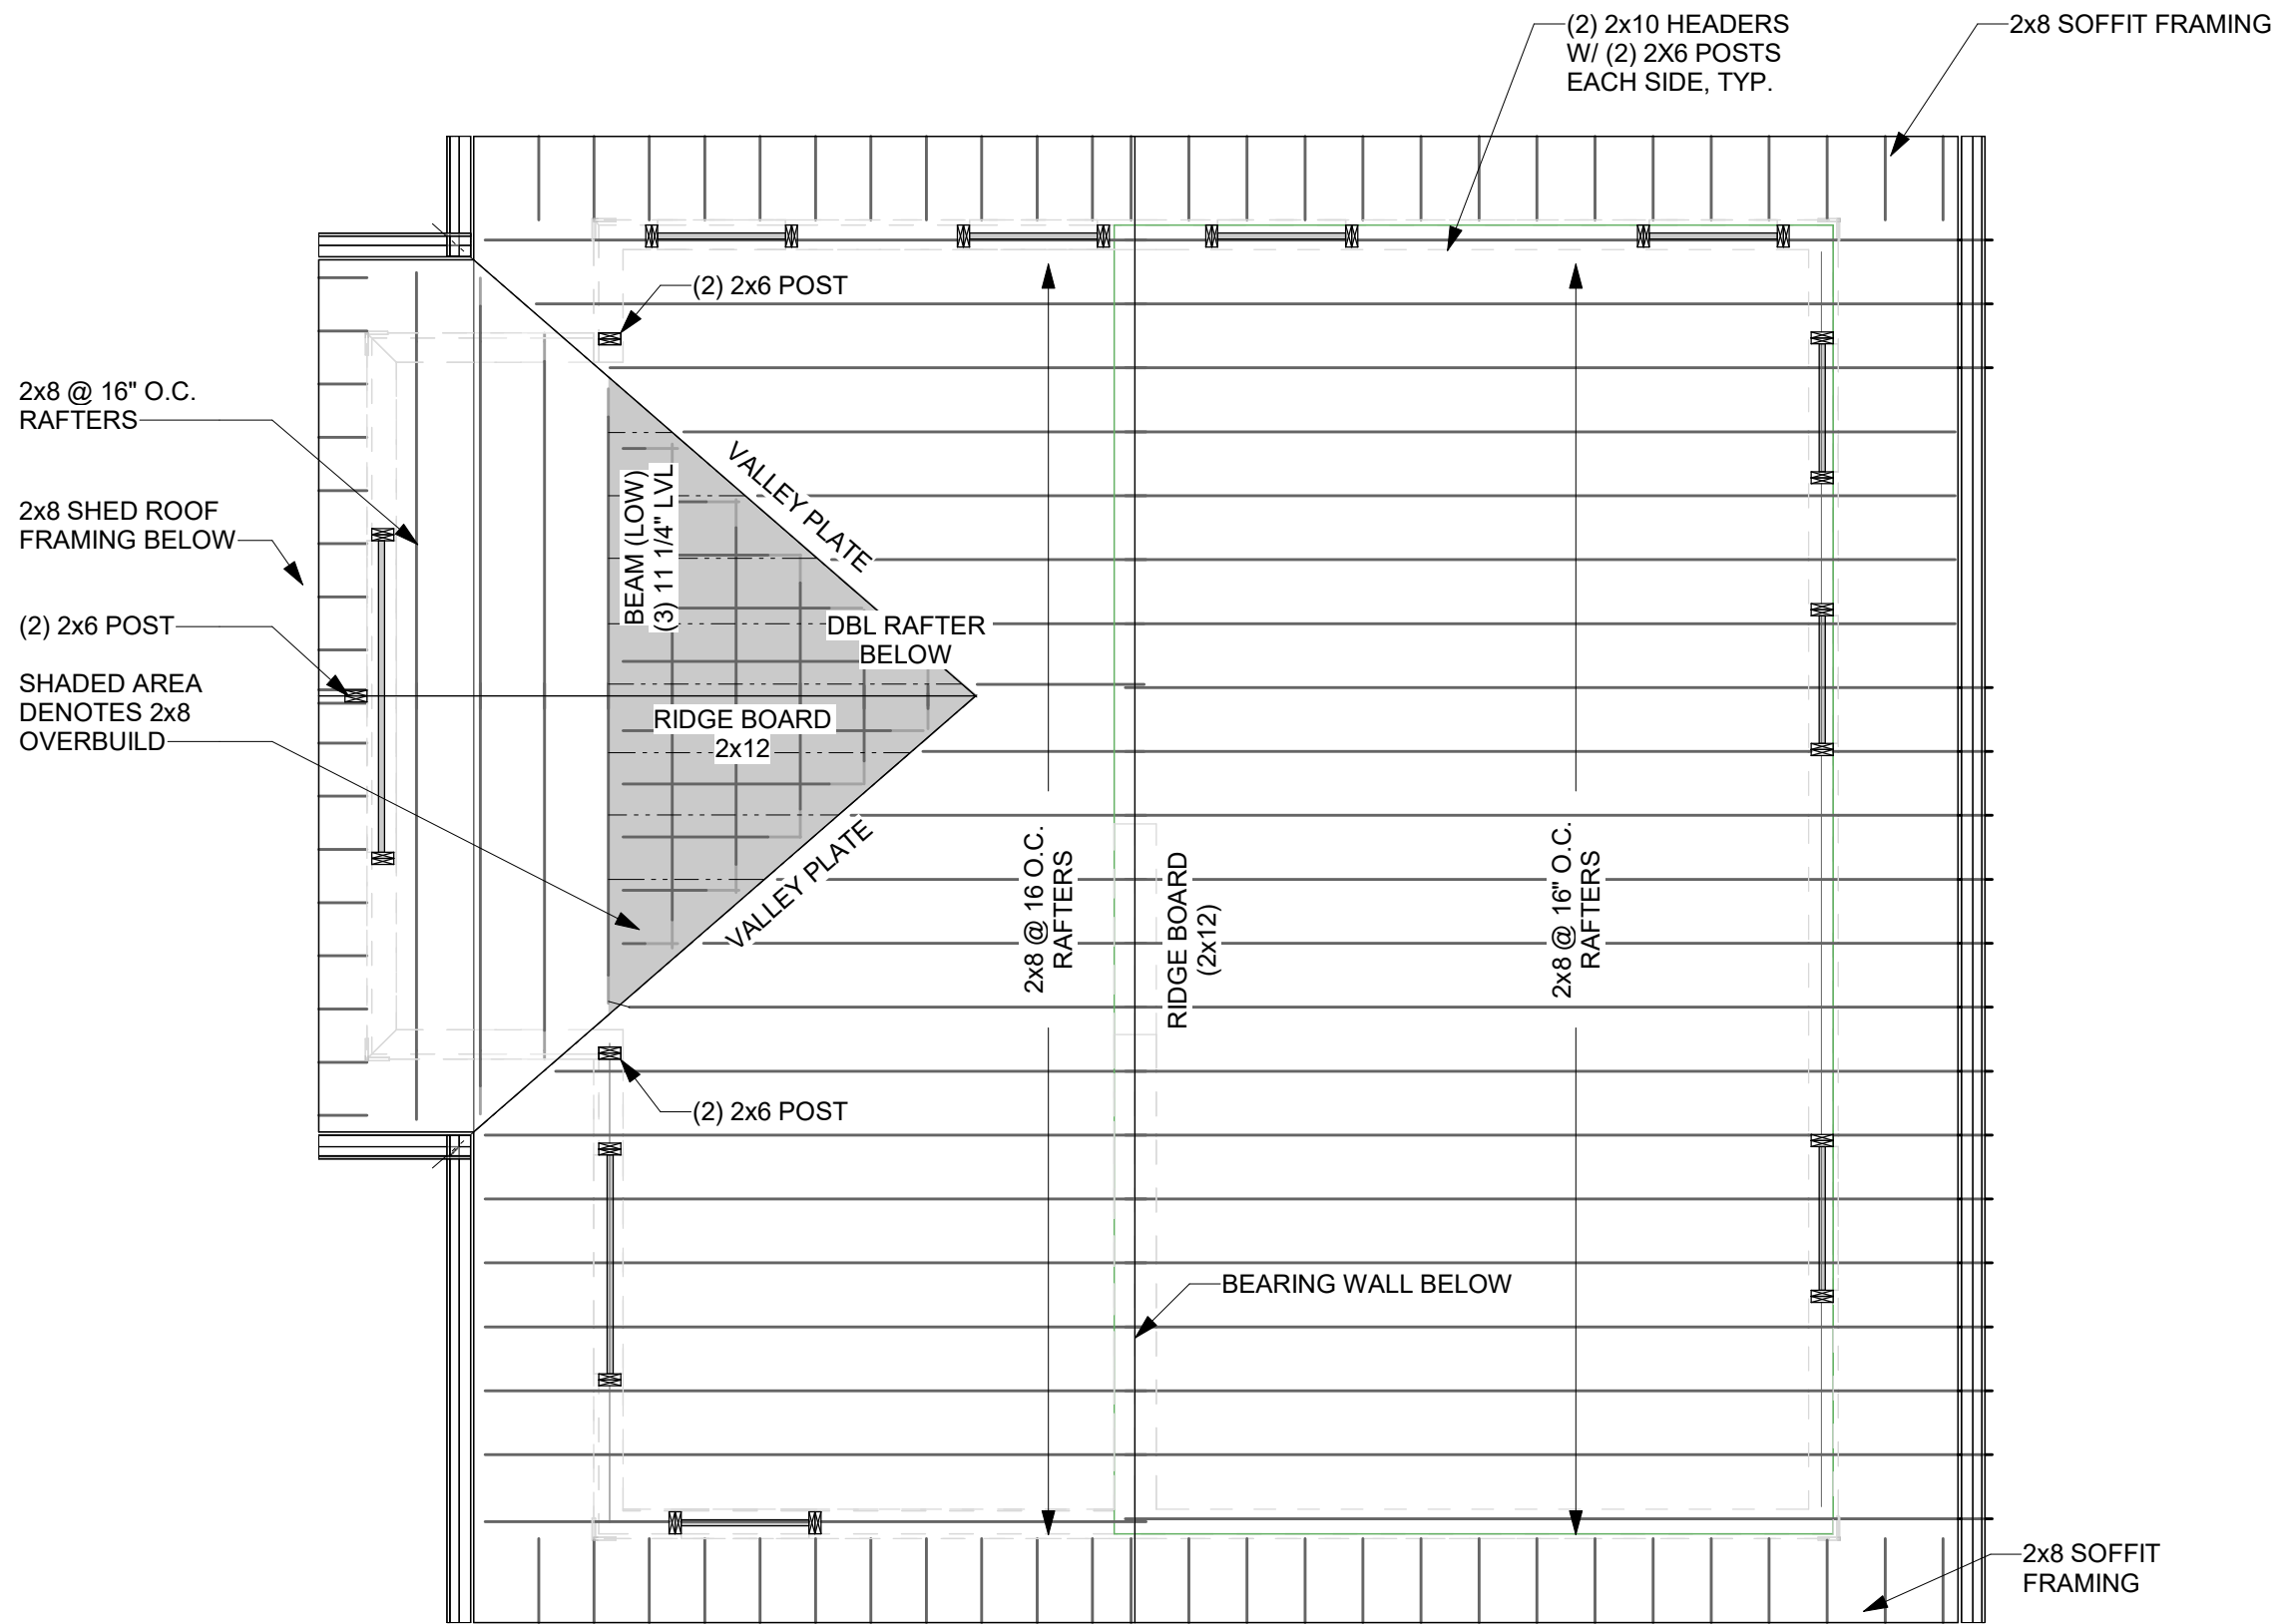 (2) 2x10 HEADERS
W/ (2) 2X6 POSTS
EACH SIDE, TYP.
2x8 SOFFIT FRAMING
(2) 2x6 POST
2x8 @ 16" O.C.
RAFTERS
2x8 SHED ROOF
FRAMING BELOW
(2) 2x6 POST
SHADED AREA
DENOTES 2x8
OVERBUILD
BEAM (LOW)
(3) 11 1/4" LVL
VALLEY PLATE
DBL RAFTER
BELOW
RIDGE BOARD
2x12
VALLEY PLATE
2x8 @ 16 O.C.
RAFTERS
RIDGE BOARD
(2x12)
2x8 @ 16" O.C.
RAFTERS
(2) 2x6 POST
BEARING WALL BELOW
2x8 SOFFIT
FRAMING